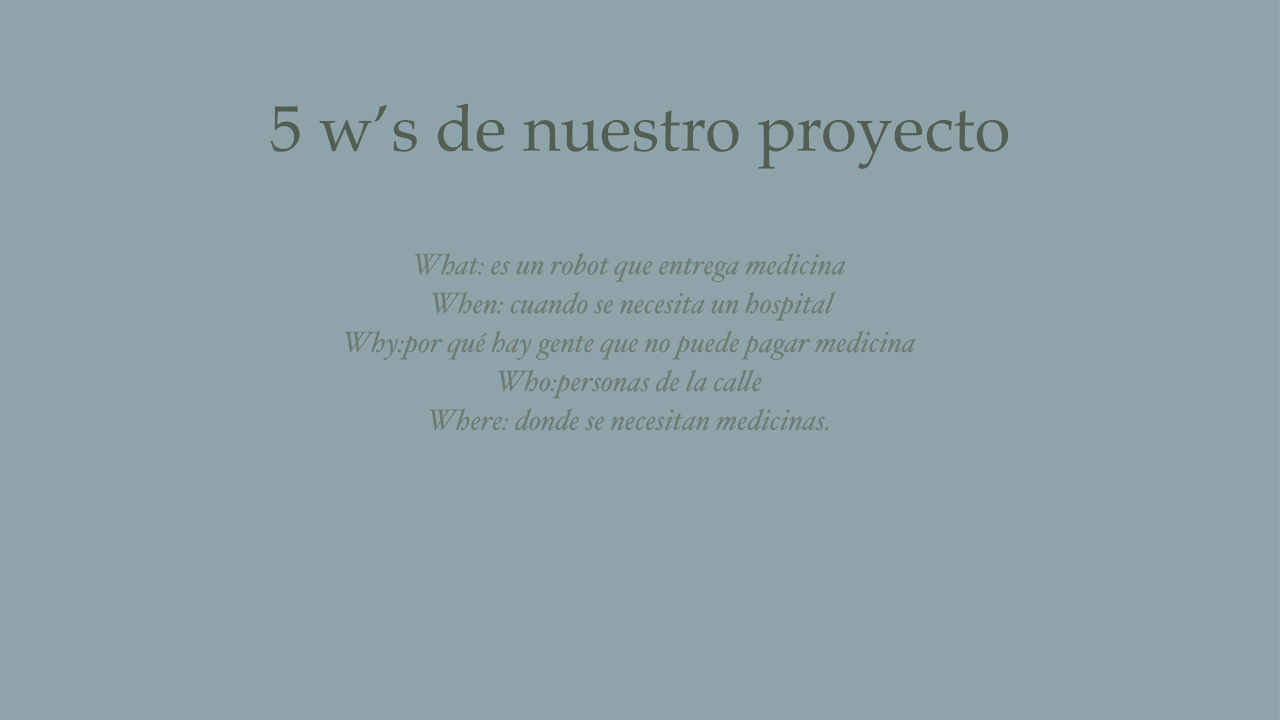 5 w’s de nuestro proyecto
What: es un robot que entrega medicina
When: cuando se necesita un hospital
Why:por qué hay gente que no puede pagar medicina
Who:personas de la calle
Where: donde se necesitan medicinas.